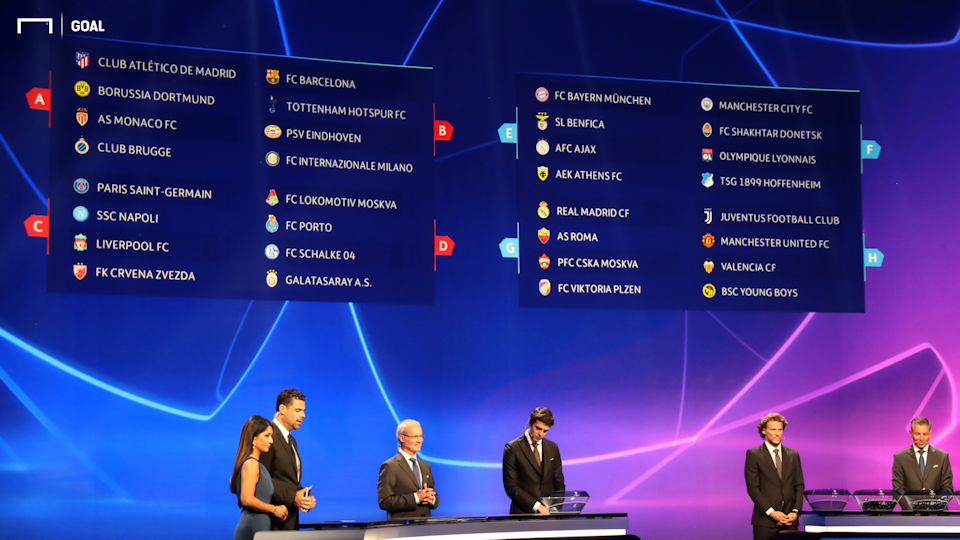 GOAL
A
CLUB ATLÉTICO DE MADRID
BORUSSIA DORTMUND
AS MONACO FC
CLUB BRUGGE
B
FC BARCELONA
TOTTENHAM HOTSPUR FC
PSV EINDHOVEN
FC INTERNAZIONALE MILANO
C
PARIS SAINT-GERMAIN
SSC NAPOLI
LIVERPOOL FC
FK CRVENA ZVEZDA
D
FC LOKOMOTIV MOSKVA
FC PORTO
FC SCHALKE 04
GALATASARAY A.S.
E
FC BAYERN MÜNCHEN
SL BENFICA
AFC AJAX
AEK ATHENS FC
F
MANCHESTER CITY FC
FC SHAKHTAR DONETSK
OLYMPIQUE LYONNAIS
TSG 1899 HOFFENHEIM
G
REAL MADRID CF
AS ROMA
PFC CSKA MOSKVA
FC VIKTORIA PLZEN
H
JUVENTUS FOOTBALL CLUB
MANCHESTER UNITED FC
VALENCIA CF
BSC YOUNG BOYS